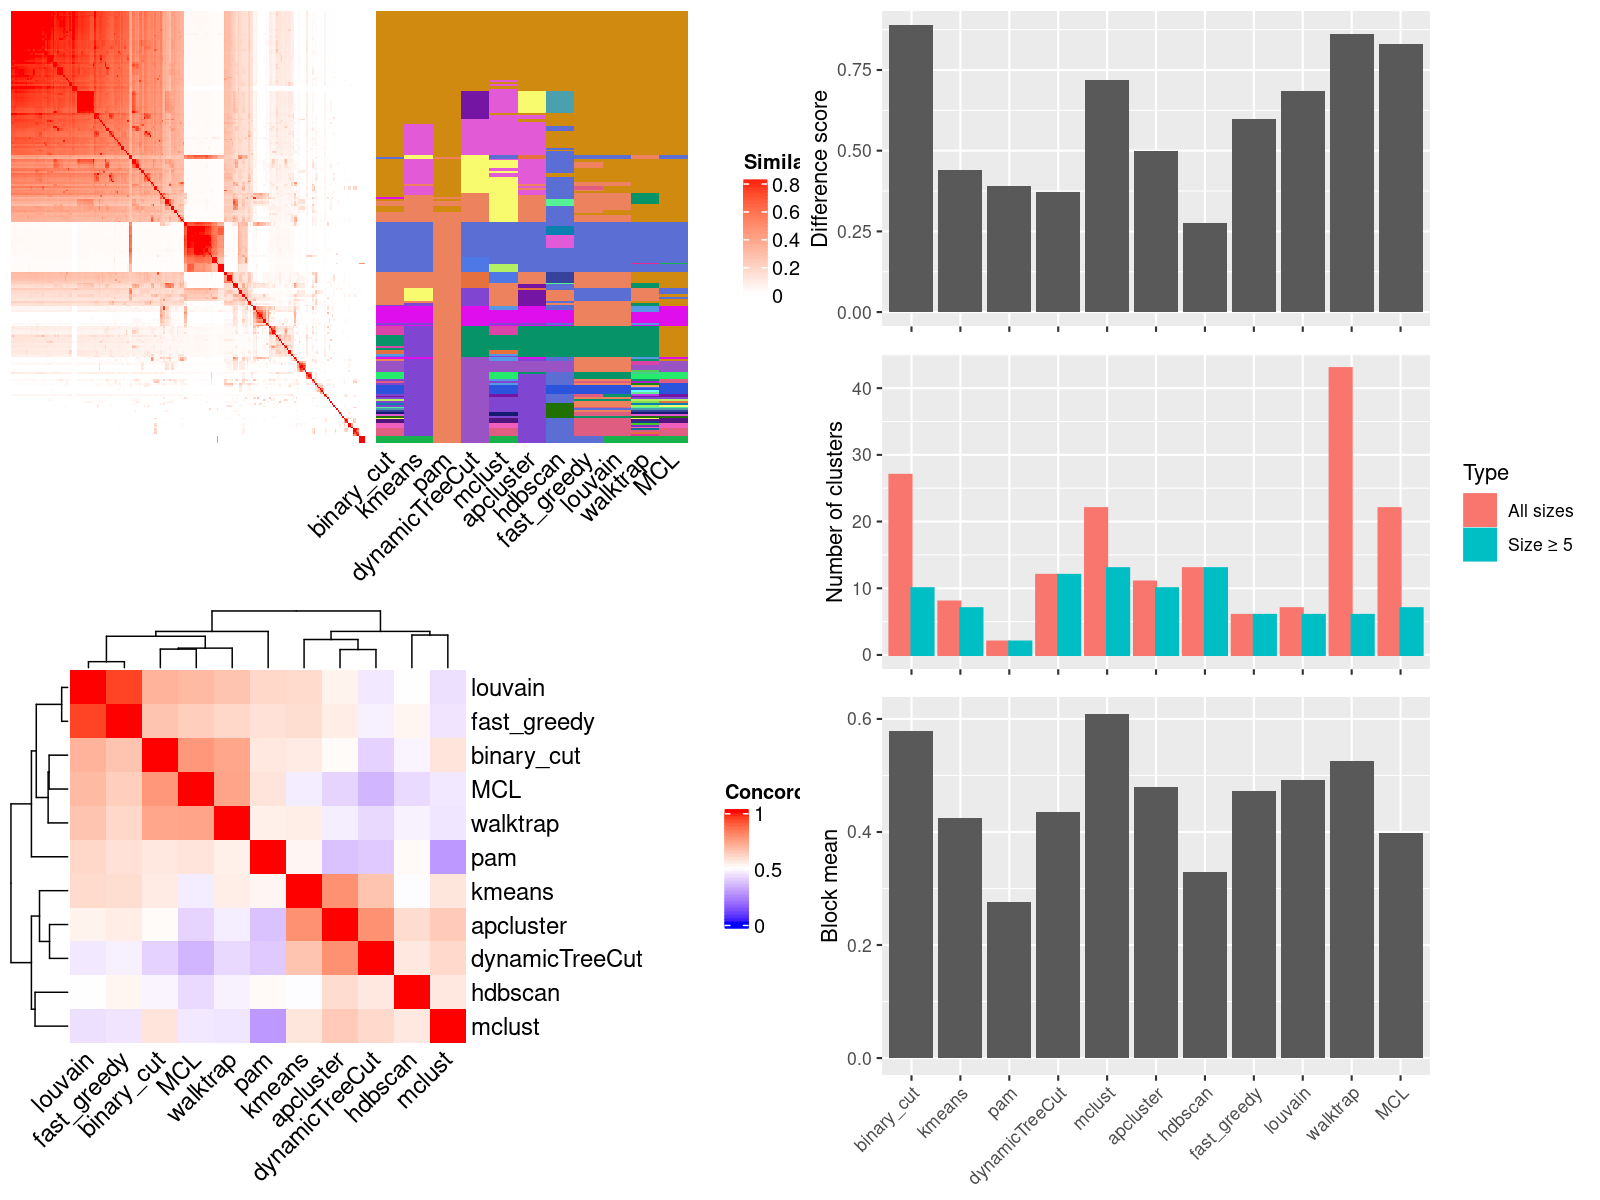 Simila
0.8
0.6
0.4
0.2
0
binary_cut
kmeans
pam
dynamicTreeCut
mclust
apcluster
hdbscan
fast_greedy
louvain
walktrap
MCL
Difference score
0.75
0.50
0.25
0.00
Number of clusters
40
30
20
10
0
Type
All sizes
Size ≥ 5
louvain
fast_greedy
binary_cut
MCL
walktrap
pam
kmeans
apcluster
dynamicTreeCut
hdbscan
mclust
louvain
fast_greedy
binary_cut
MCL
walktrap
pam
kmeans
apcluster
dynamicTreeCut
hdbscan
mclust
Concord
1
0.5
0
Block mean
0.6
0.4
0.2
0.0
binary_cut
kmeans
pam
dynamicTreeCut
mclust
apcluster
hdbscan
fast_greedy
louvain
walktrap
MCL